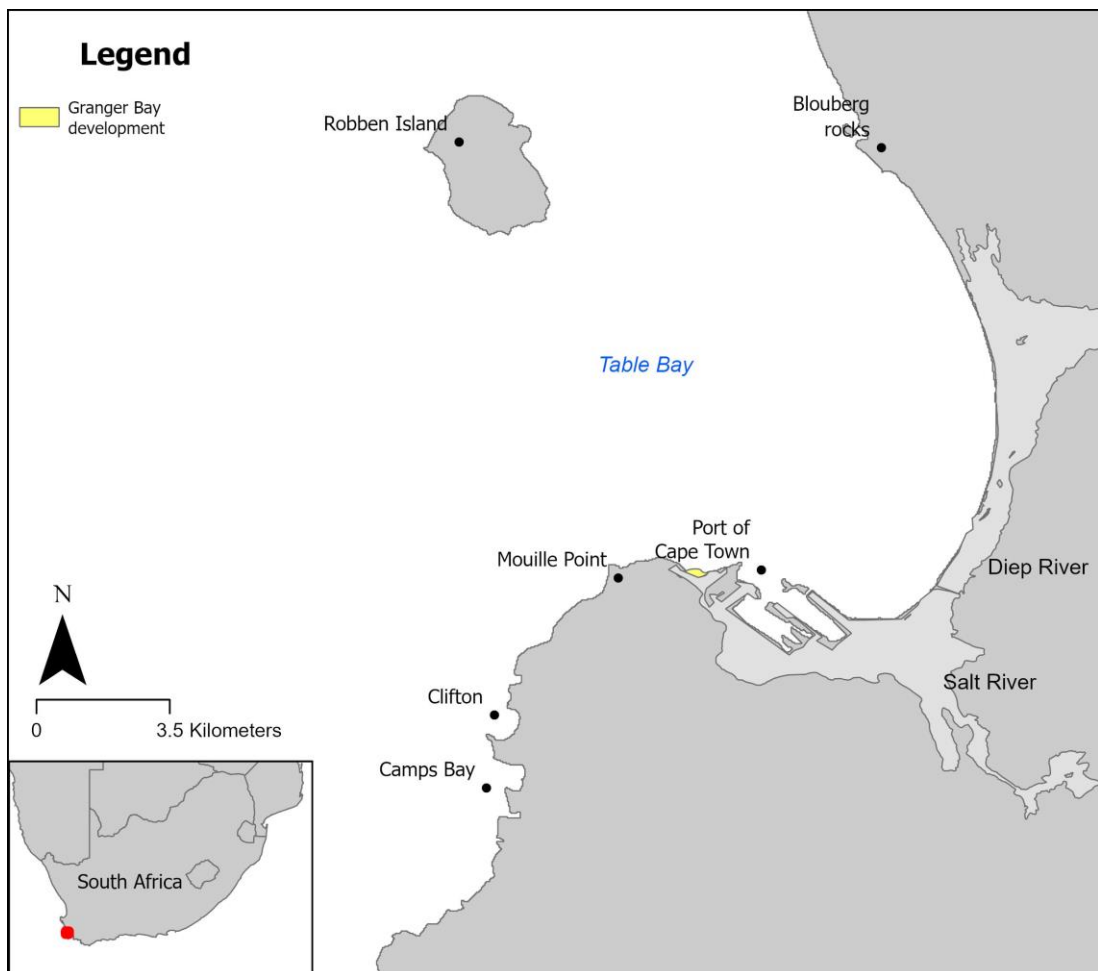 Legend
Granger Bay
development
Robben Island
Blouberg
rocks
Table Bay
Port of
Cape Town
Mouille Point
Diep River
N
Salt River
Clifton
0
3.5 Kilometers
Camps Bay
South Africa